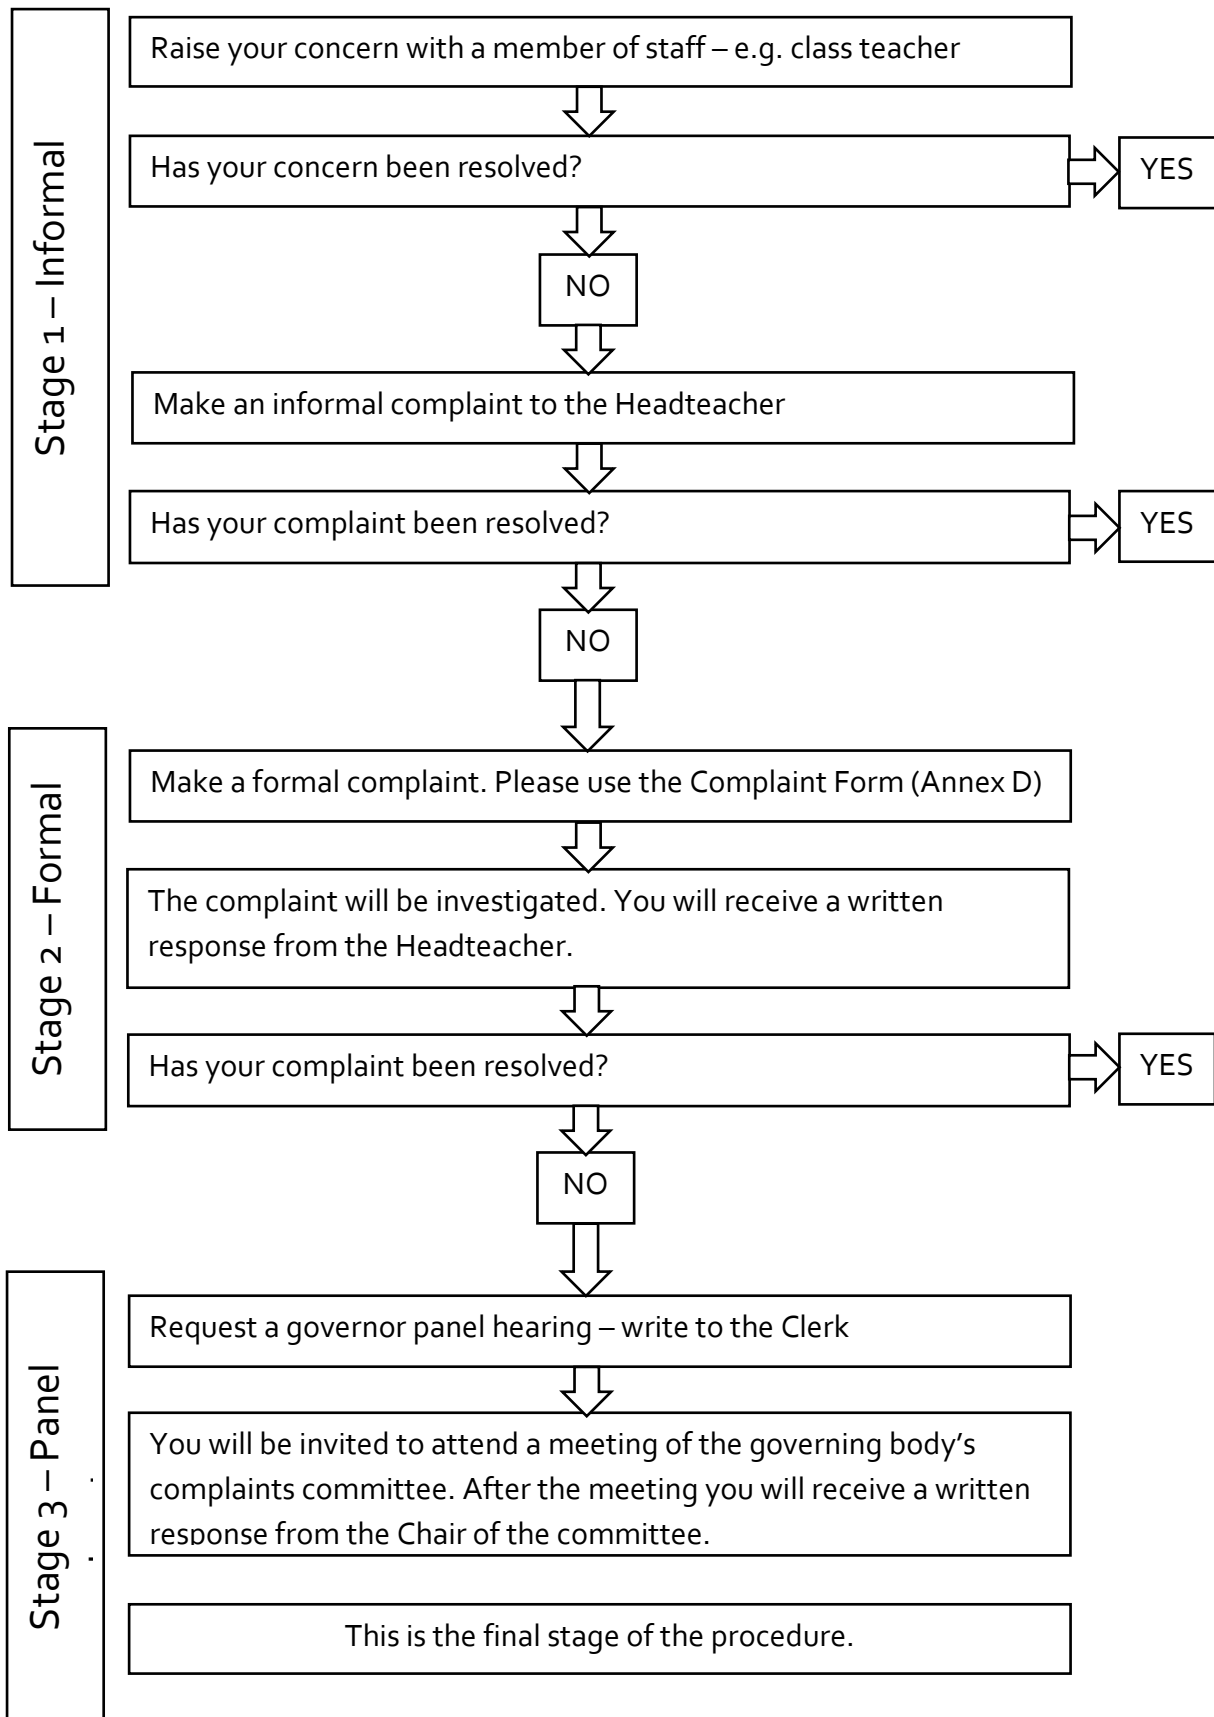 Stage 1 – Informal
Raise your concern with a member of staff – e.g. class teacher
Has your concern been resolved?
YES
NO
Make an informal complaint to the Headteacher
Has your complaint been resolved?
YES
NO
Stage 2 – Formal
Make a formal complaint. Please use the Complaint Form (Annex D)
The complaint will be investigated. You will receive a written
response from the Headteacher.
Has your complaint been resolved?
YES
NO
Stage 3 – Panel
Request a governor panel hearing – write to the Clerk
You will be invited to attend a meeting of the governing body’s
complaints committee. After the meeting you will receive a written
response from the Chair of the committee.
This is the final stage of the procedure.